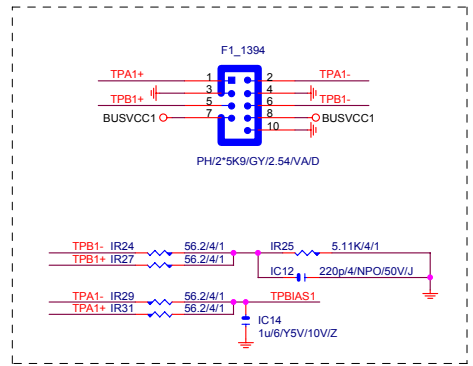 F1_1394
TPA1+ 1 2 TPA1-
3 4
TPB1+ 5 6 TPB1-
BUSVCC1 7 8 BUSVCC1
10
PH/2*5K9/GY/2.54/VA/D
TPB1- IR24 56.2/4/1 IR25 5.11K/4/1
TPB1+ IR27 56.2/4/1
IC12 220p/4/NPO/50V/J
TPA1- IR29 56.2/4/1 TPBIAS1
TPA1+ IR31 56.2/4/1
IC14
1u/6/Y5V/10V/Z